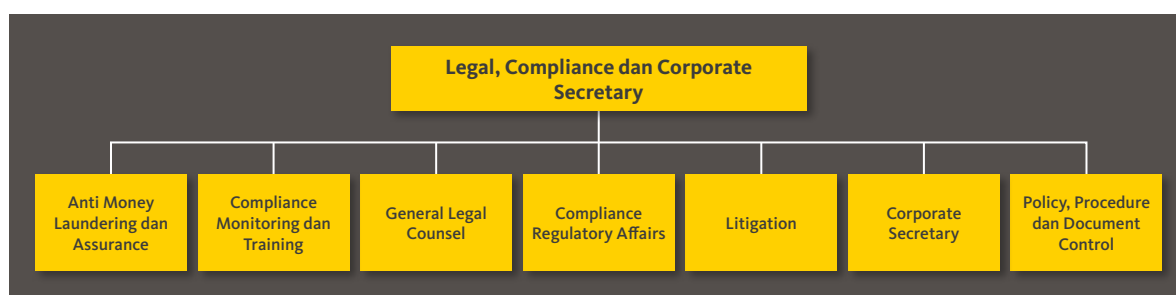 Legal, Compliance dan Corporate
Secretary
Anti Money
Laundering dan
Assurance
Compliance
Monitoring dan
Training
General Legal
Counsel
Compliance
Regulatory Affairs
Litigation
Corporate
Secretary
Policy, Procedure
dan Document
Control